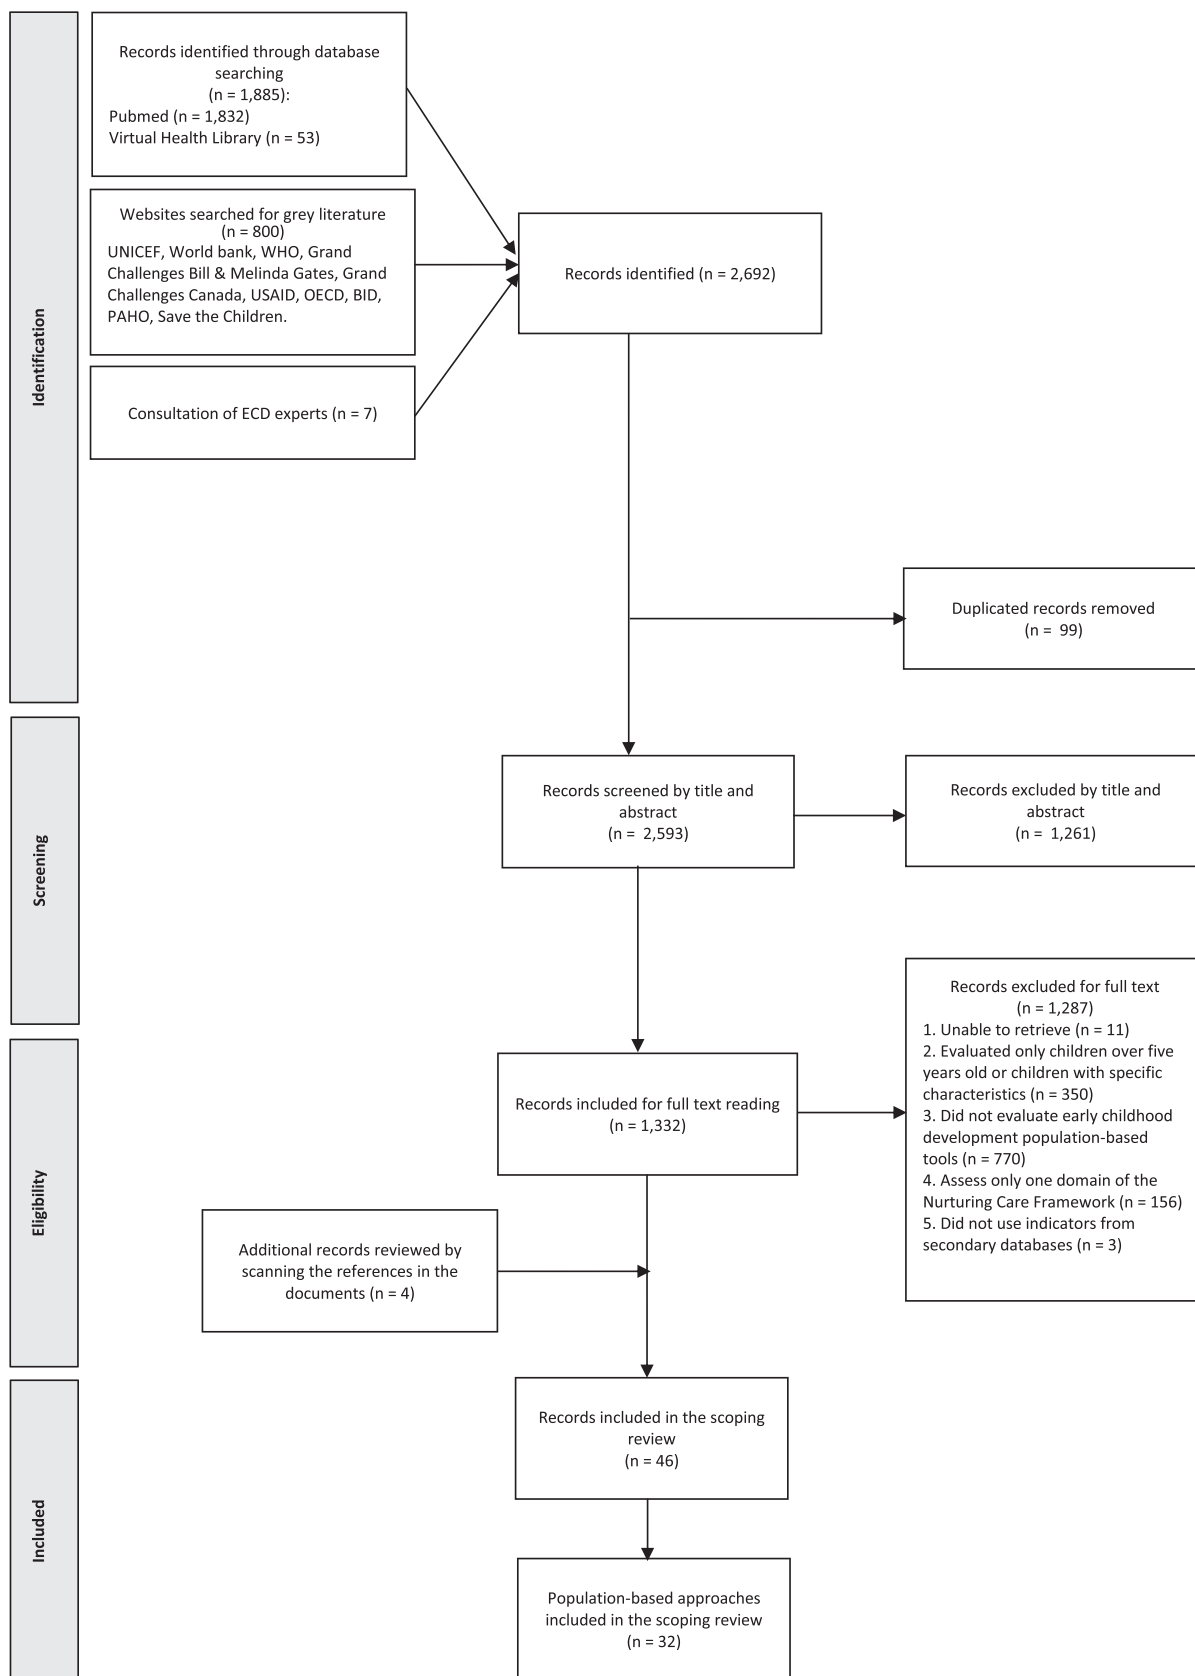 Identification
Records identified through database
searching
(n = 1,885):
Pubmed (n = 1,832)
Virtual Health Library (n = 53)
Websites searched for grey literature
(n = 800)
UNICEF, World bank, WHO, Grand
Challenges Bill & Melinda Gates, Grand
Challenges Canada, USAID, OECD, BID,
PAHO, Save the Children.
Consultation of ECD experts (n = 7)
Records identified (n = 2,692)
Duplicated records removed
(n = 99)
Screening
Records screened by title and
abstract
(n = 2,593)
Records excluded by title and
abstract
(n = 1,261)
Eligibility
Records included for full text reading
(n = 1,332)
Records excluded for full text
(n = 1,287)
1. Unable to retrieve (n = 11)
2. Evaluated only children over five
years old or children with specific
characteristics (n = 350)
3. Did not evaluate early childhood
development population-based
tools (n = 770)
4. Assess only one domain of the
Nurturing Care Framework (n = 156)
5. Did not use indicators from
secondary databases (n = 3)
Additional records reviewed by
scanning the references in the
documents (n = 4)
Included
Records included in the scoping
review
(n = 46)
Population-based approaches
included in the scoping review
(n = 32)